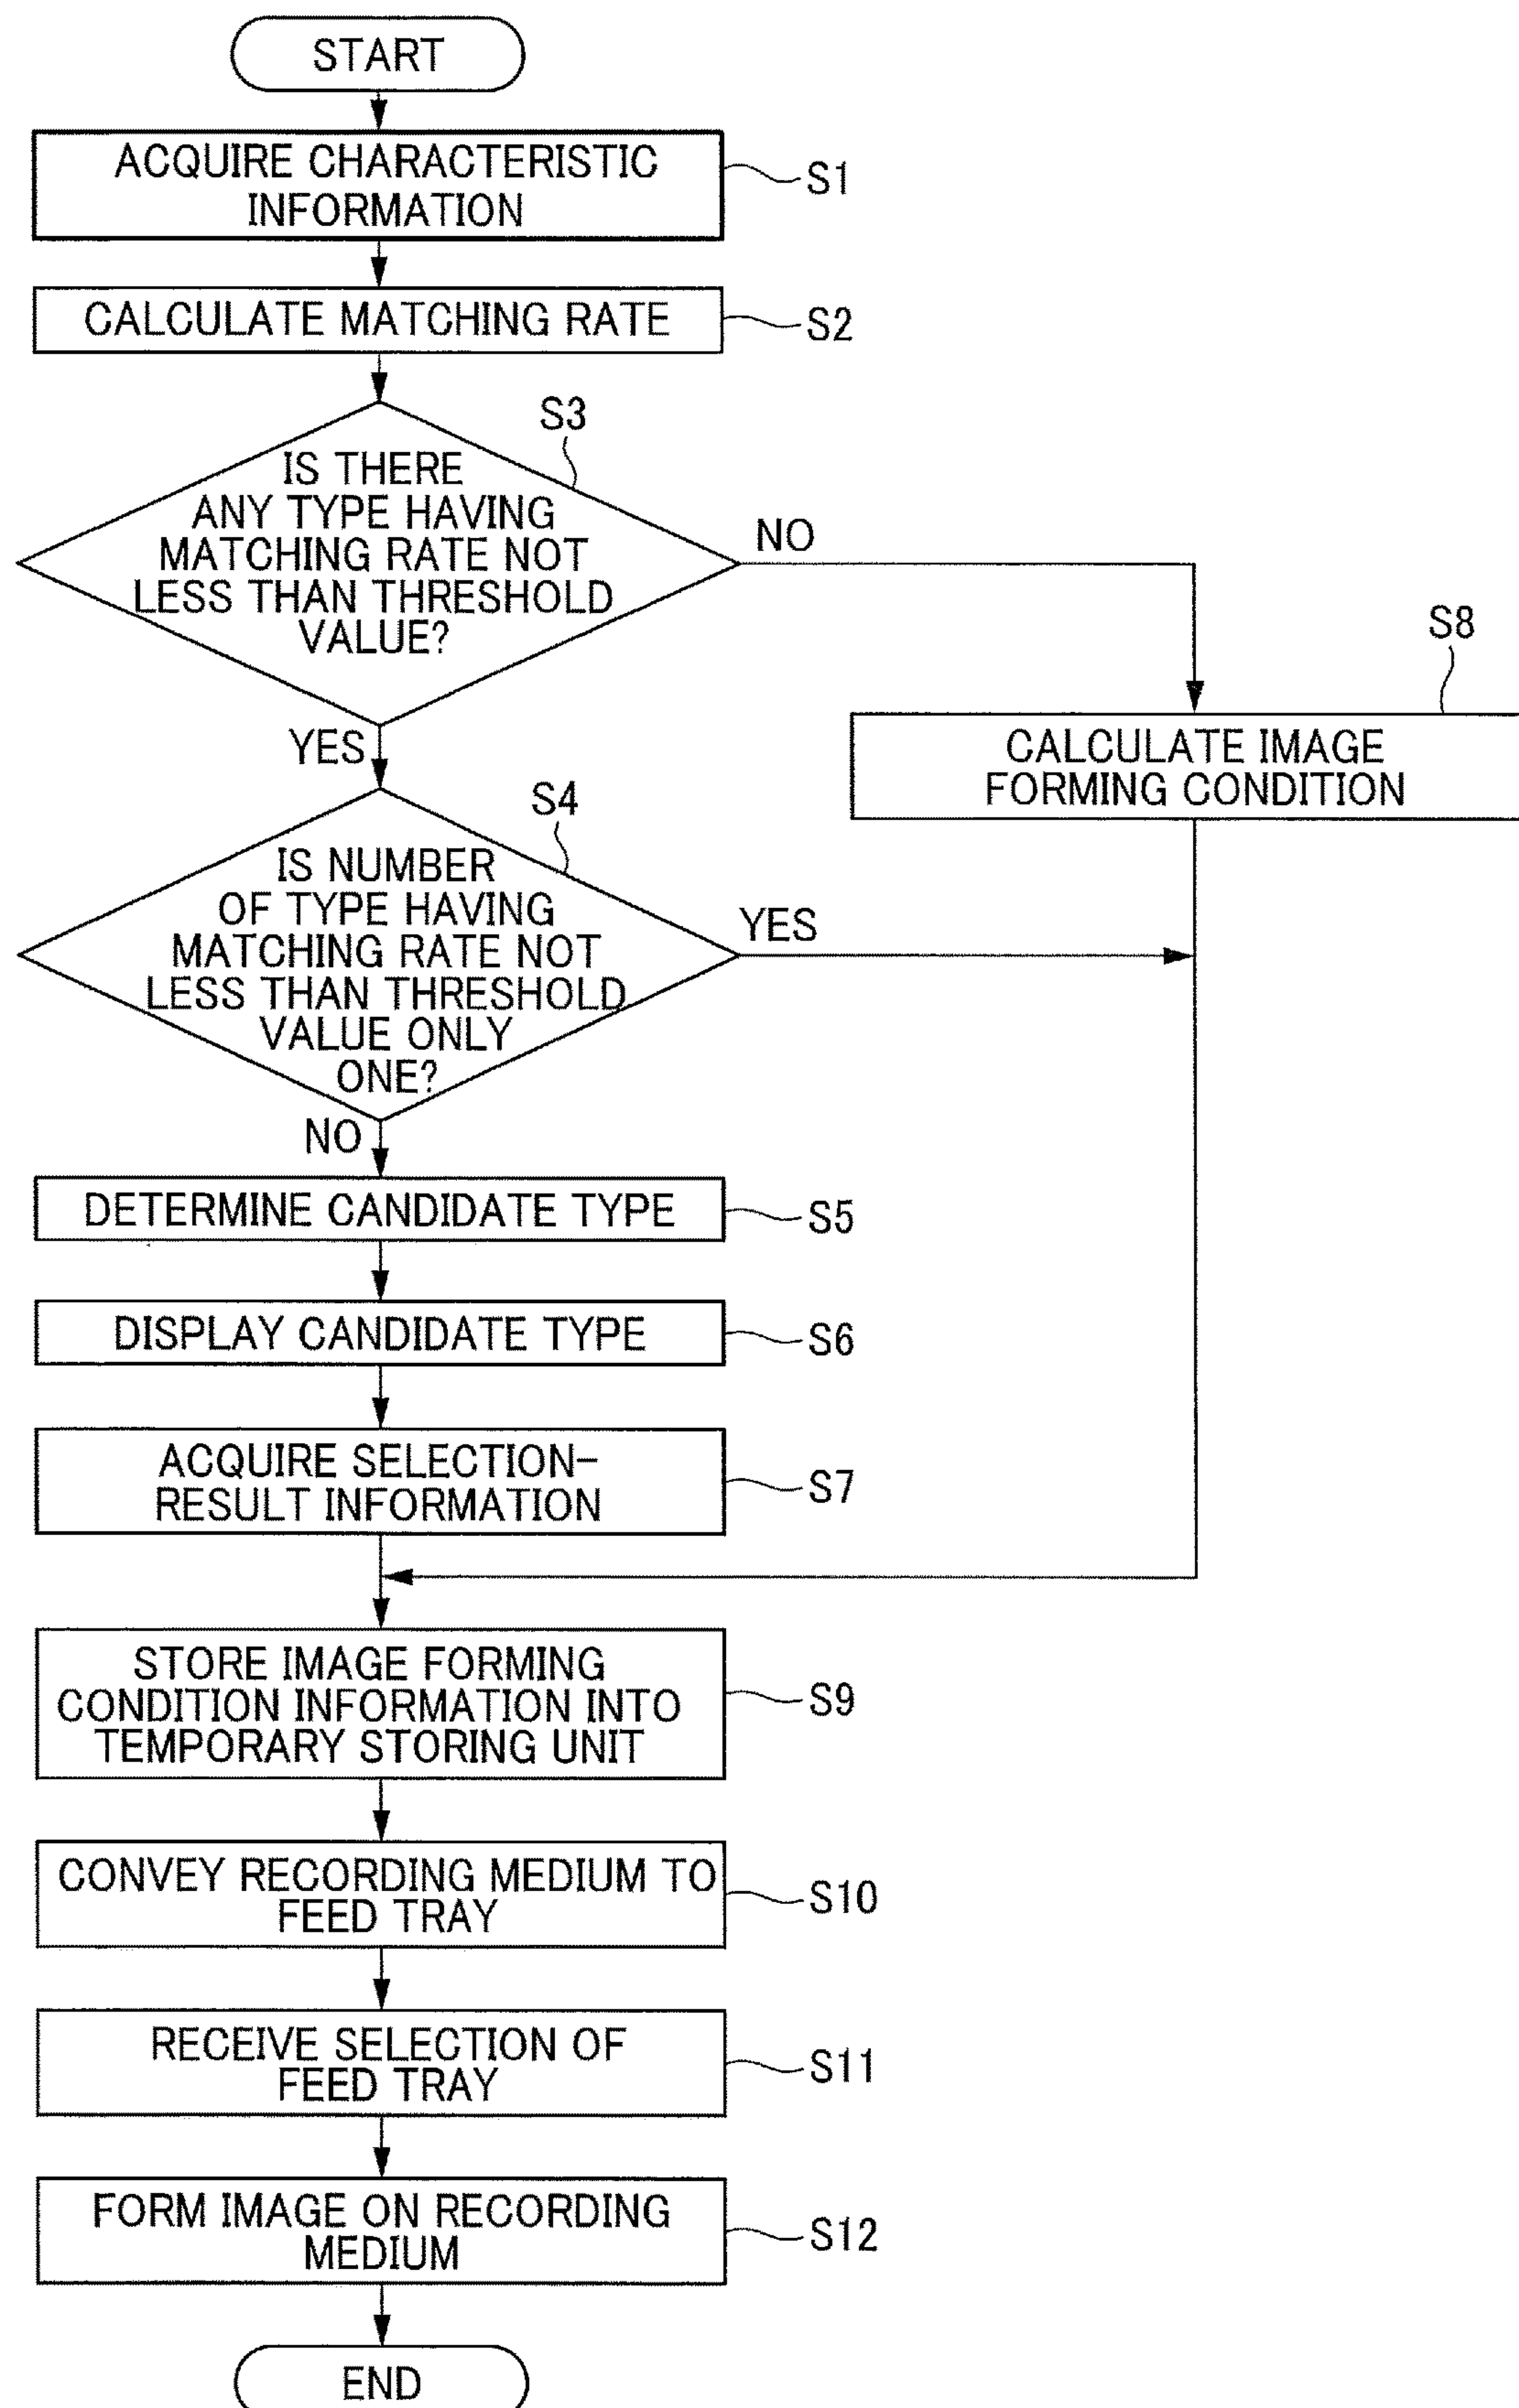 START
ACQUIRE CHARACTERISTIC
INFORMATION
S1
CALCULATE MATCHING RATE
S2
S3
IS THERE
ANY TYPE HAVING
MATCHING RATE NOT
LESS THAN THRESHOLD
VALUE?
NO
YES
S8
CALCULATE IMAGE
FORMING CONDITION
S4
IS NUMBER
OF TYPE HAVING
MATCHING RATE NOT
LESS THAN THRESHOLD
VALUE ONLY
ONE?
YES
NO
DETERMINE CANDIDATE TYPE
S5
DISPLAY CANDIDATE TYPE
S6
ACQUIRE SELECTION-
RESULT INFORMATION
S7
STORE IMAGE FORMING
CONDITION INFORMATION INTO
TEMPORARY STORING UNIT
S9
CONVEY RECORDING MEDIUM TO
FEED TRAY
S10
RECEIVE SELECTION OF
FEED TRAY
S11
FORM IMAGE ON RECORDING
MEDIUM
S12
END